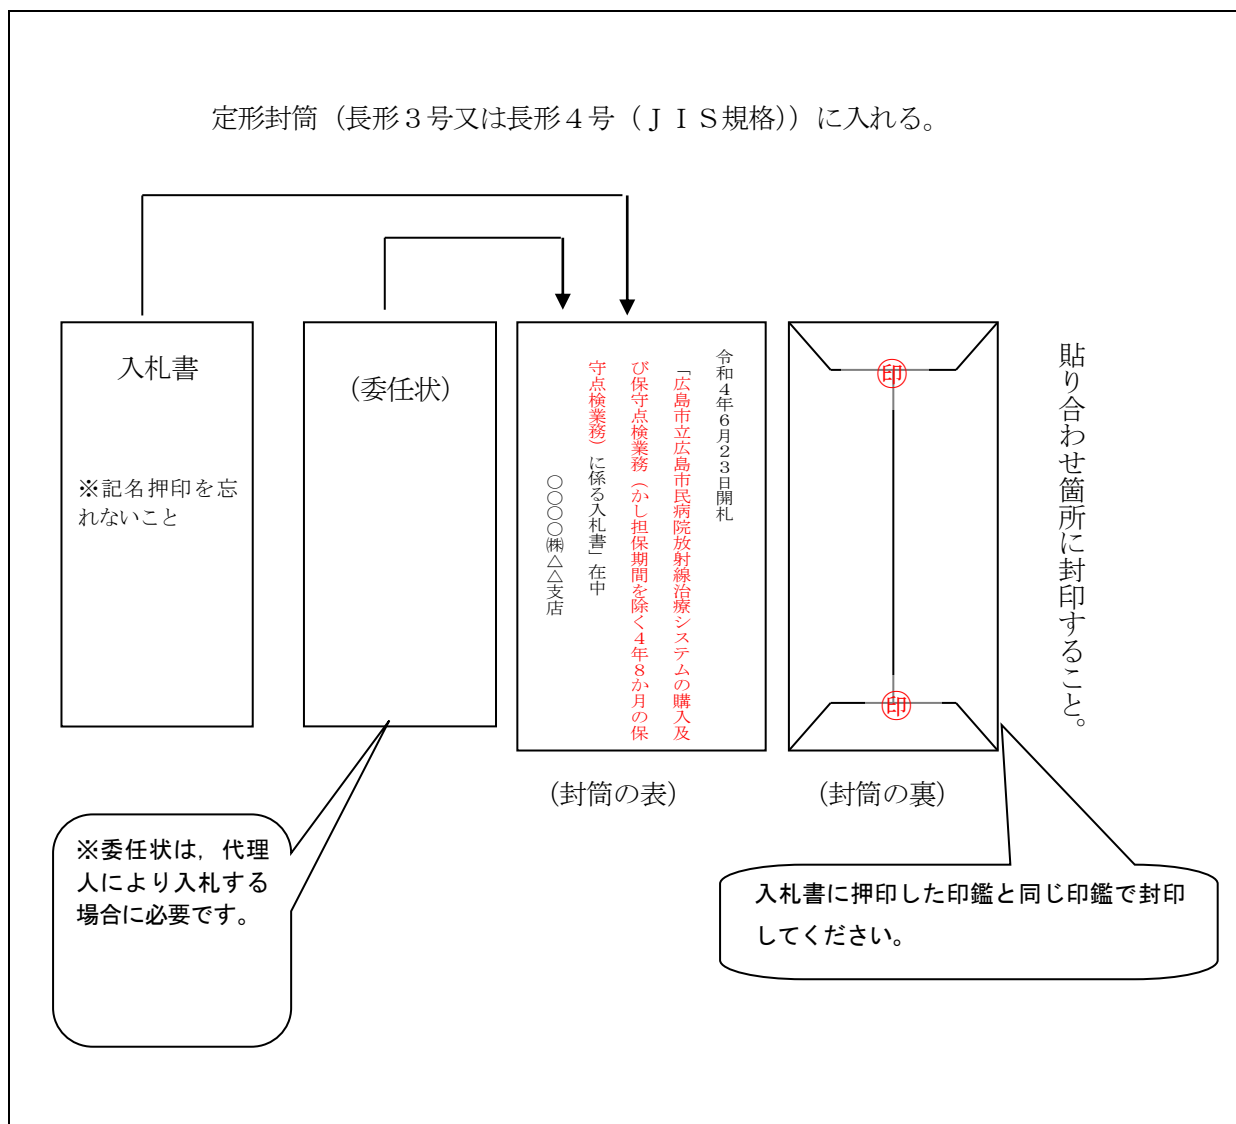 定形封筒（長形３号又は長形４号（ＪＩＳ規格））に入れる。
入札書
※記名押印を忘
れないこと
（委任状）
令和４年６月２３日開札
「広島市立広島市民病院放射線治療システムの購入及
び保守点検業務（かし担保期間を除く４年８か月の保
守点検業務）に係る入札書」在中
○○○○㈱△△支店
印
印
貼り合わせ箇所に封印すること。
（封筒の表）
（封筒の裏）
※委任状は，代理
人により入札する
場合に必要です。
入札書に押印した印鑑と同じ印鑑で封印
してください。